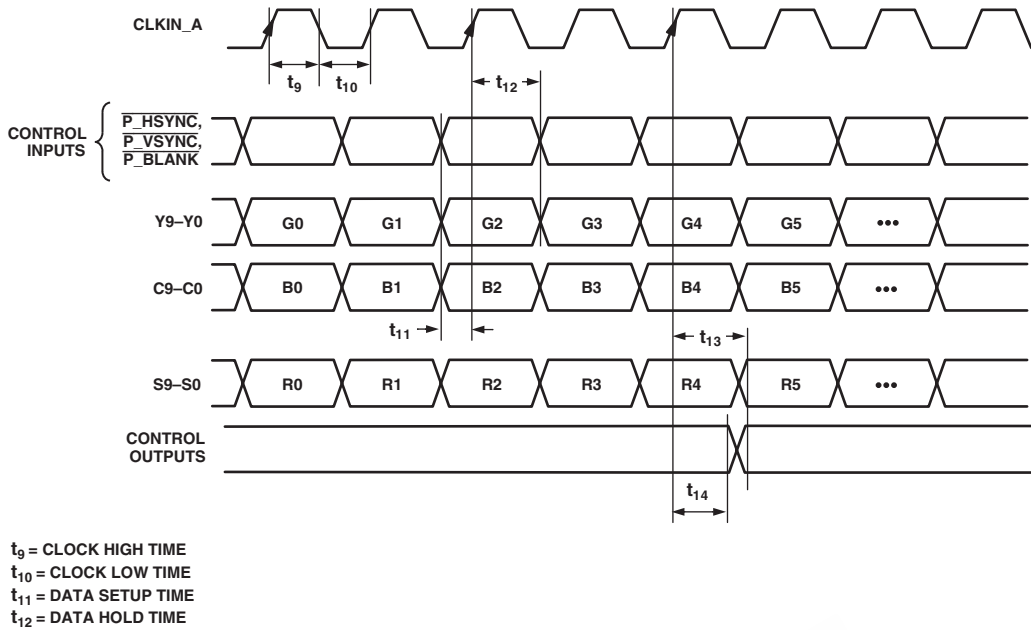 CLKIN_A
t9
t10
t12
CONTROL
INPUTS
P_HSYNC,
P_VSYNC,
P_BLANK
Y9–Y0 G0 G1 G2 G3 G4 G5 •••
C9–C0 B0 B1 B2 B3 B4 B5 •••
t11
t13
S9–S0 R0 R1 R2 R3 R4 R5 •••
CONTROL
OUTPUTS
t14
t9 = CLOCK HIGH TIME
t10 = CLOCK LOW TIME
t11 = DATA SETUP TIME
t12 = DATA HOLD TIME